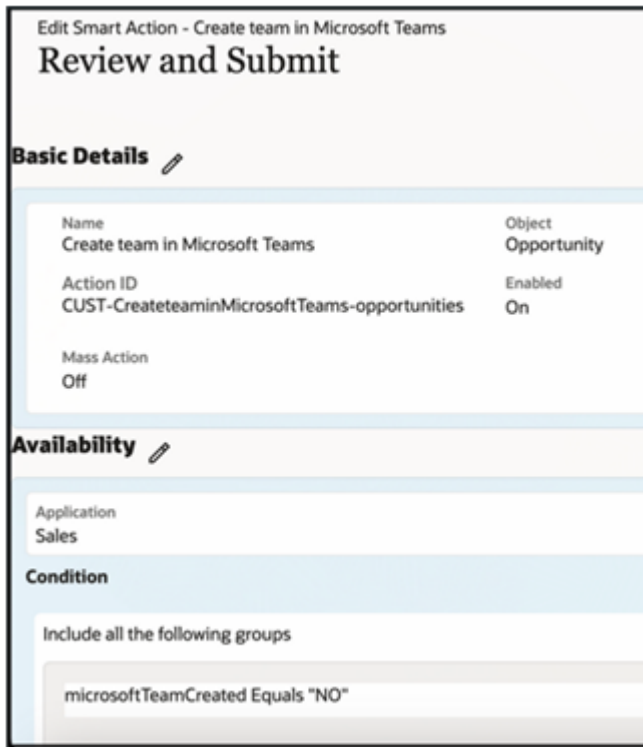 Edit Smart Action - Create team in Microsoft Teams
Review and Submit
Basic Details
Name
Create team in Microsoft Teams
Object
Opportunity
Action ID
CUST-CreateteaminMicrosoftTeams-opportunities
Enabled
On
Mass Action
Off
Availability
Application
Sales
Condition
Include all the following groups
microsoftTeamCreated Equals "NO"